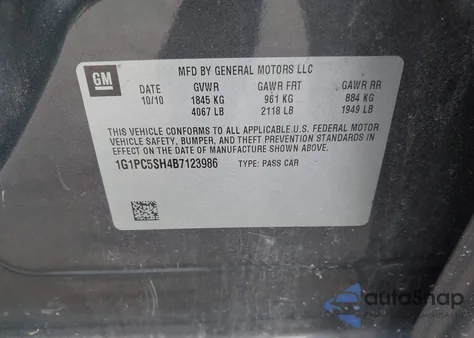 GM
MFD BY GENERAL MOTORS LLC
DATE GVWR GAWR FRT GAWR RR
10/10 1845 KG 961 KG 884 KG
4067 LB 2118 LB 1949 LB
THIS VEHICLE CONFORMS TO ALL APPLICABLE U.S. FEDERAL MOTOR
VEHICLE SAFETY, BUMPER, AND THEFT PREVENTION STANDARDS
IN EFFECT ON THE DATE OF MANUFACTURE SHOWN ABOVE.
1G1PC5SH4B7123986 TYPE: PASS CAR
autoSnap